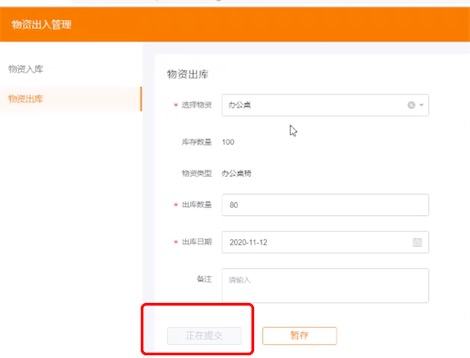 物资出入管理
物资入库
物资出库
物资出库
* 选择物资 办公桌
库存数量 100
物资类型 办公桌椅
* 出库数量 80
* 出库日期 2020-11-12
备注 请输入
正在提交 暂存